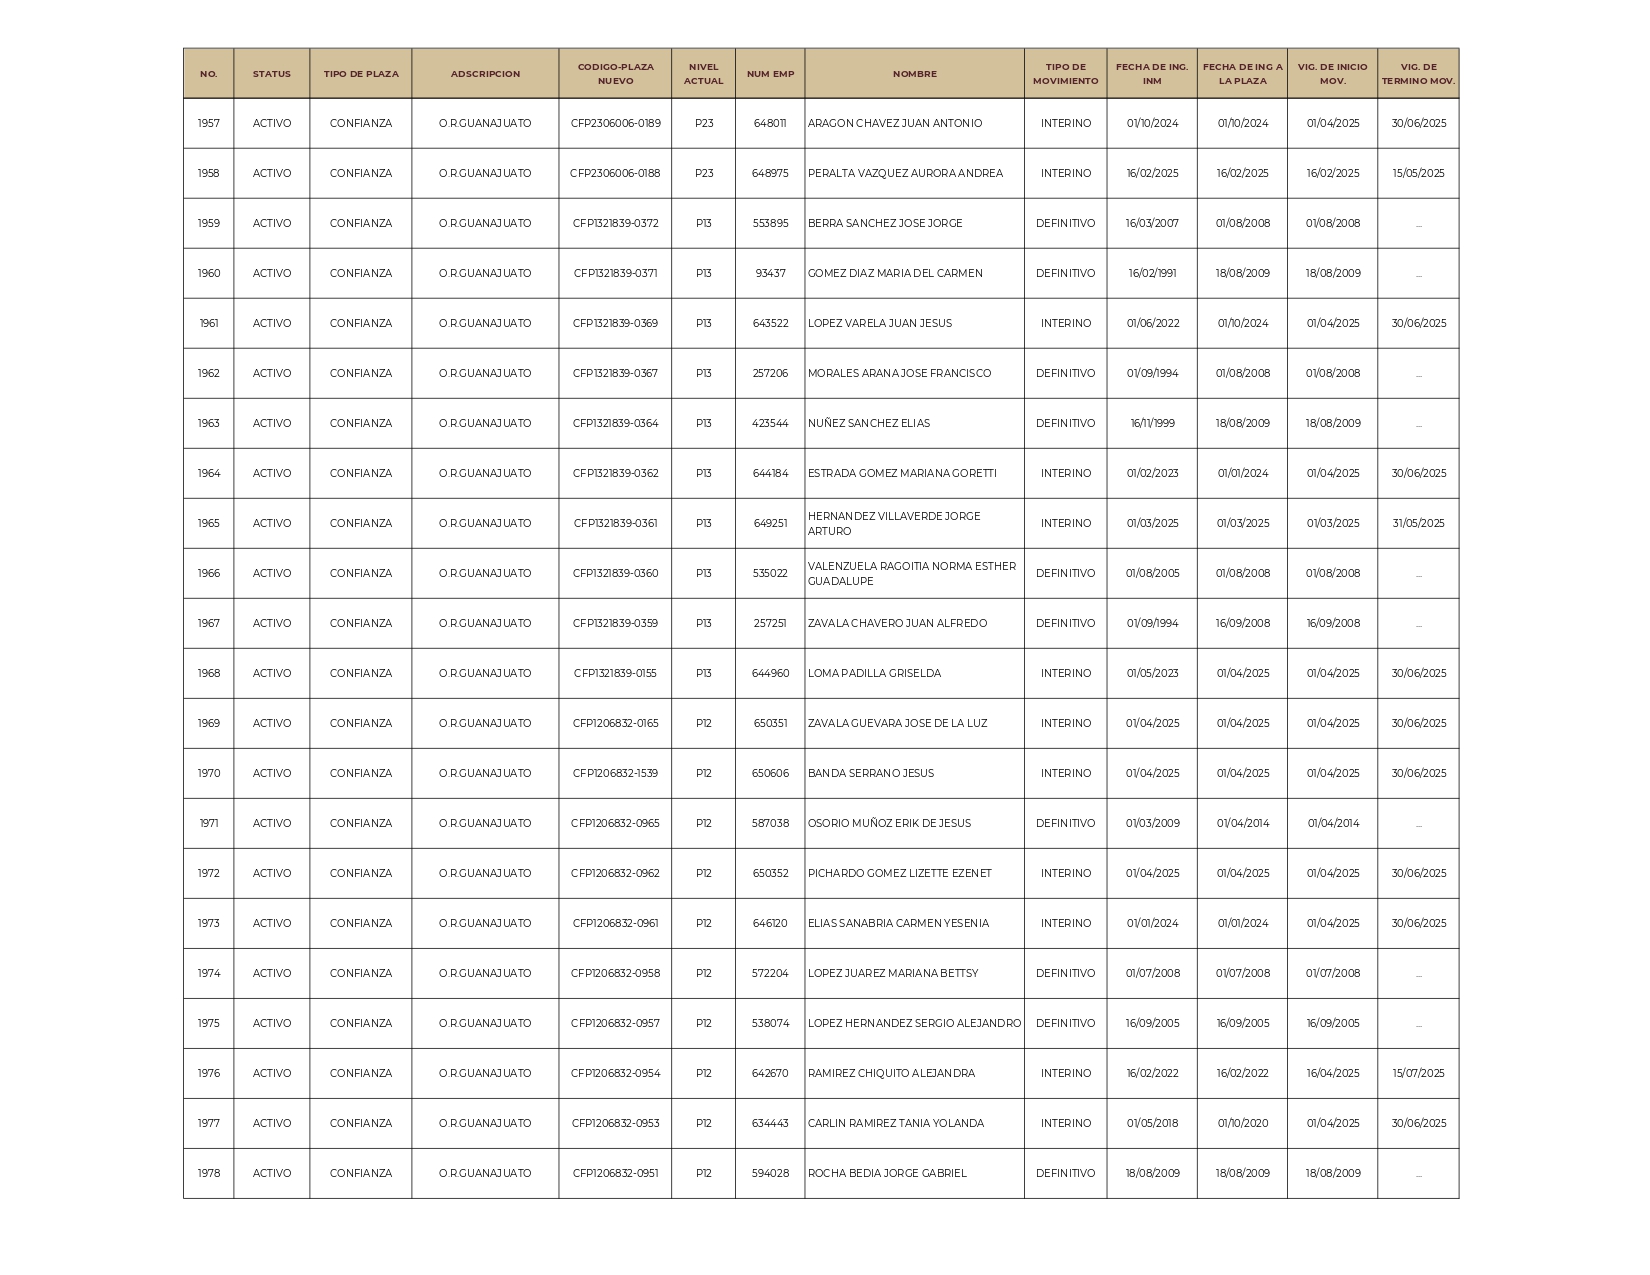 NO. STATUS TIPO DE PLAZA ADSCRIPCION CODIGO-PLAZA NUEVO NIVEL ACTUAL NUM EMP NOMBRE TIPO DE MOVIMIENTO FECHA DE ING. INM FECHA DE ING A LA PLAZA VIG. DE INICIO MOV. VIG. DE TERMINO MOV.
1957 ACTIVO CONFIANZA O.R.GUANAJUATO CFP2306006-0189 P23 648011 ARAGON CHAVEZ JUAN ANTONIO INTERINO 01/10/2024 01/10/2024 01/04/2025 30/06/2025
1958 ACTIVO CONFIANZA O.R.GUANAJUATO CFP2306006-0188 P23 648975 PERALTA VAZQUEZ AURORA ANDREA INTERINO 16/02/2025 16/02/2025 16/02/2025 15/05/2025
1959 ACTIVO CONFIANZA O.R.GUANAJUATO CFP1321839-0372 P13 553895 BERRA SANCHEZ JOSE JORGE DEFINITIVO 16/03/2007 01/08/2008 01/08/2008 ...
1960 ACTIVO CONFIANZA O.R.GUANAJUATO CFP1321839-0371 P13 93437 GOMEZ DIAZ MARIA DEL CARMEN DEFINITIVO 16/02/1991 18/08/2009 18/08/2009 ...
1961 ACTIVO CONFIANZA O.R.GUANAJUATO CFP1321839-0369 P13 643522 LOPEZ VARELA JUAN JESUS INTERINO 01/06/2022 01/10/2024 01/04/2025 30/06/2025
1962 ACTIVO CONFIANZA O.R.GUANAJUATO CFP1321839-0367 P13 257206 MORALES ARANA JOSE FRANCISCO DEFINITIVO 01/09/1994 01/08/2008 01/08/2008 ...
1963 ACTIVO CONFIANZA O.R.GUANAJUATO CFP1321839-0364 P13 423544 NUÑEZ SANCHEZ ELIAS DEFINITIVO 16/11/1999 18/08/2009 18/08/2009 ...
1964 ACTIVO CONFIANZA O.R.GUANAJUATO CFP1321839-0362 P13 644184 ESTRADA GOMEZ MARIANA GORETTI INTERINO 01/02/2023 01/01/2024 01/04/2025 30/06/2025
1965 ACTIVO CONFIANZA O.R.GUANAJUATO CFP1321839-0361 P13 649251 HERNANDEZ VILLAVERDE JORGE ARTURO INTERINO 01/03/2025 01/03/2025 01/03/2025 31/05/2025
1966 ACTIVO CONFIANZA O.R.GUANAJUATO CFP1321839-0360 P13 535022 VALENZUELA RAGOITIA NORMA ESTHER GUADALUPE DEFINITIVO 01/08/2005 01/08/2008 01/08/2008 ...
1967 ACTIVO CONFIANZA O.R.GUANAJUATO CFP1321839-0359 P13 257251 ZAVALA CHAVERO JUAN ALFREDO DEFINITIVO 01/09/1994 16/09/2008 16/09/2008 ...
1968 ACTIVO CONFIANZA O.R.GUANAJUATO CFP1321839-0155 P13 644960 LOMA PADILLA GRISELDA INTERINO 01/05/2023 01/04/2025 01/04/2025 30/06/2025
1969 ACTIVO CONFIANZA O.R.GUANAJUATO CFP1206832-0165 P12 650351 ZAVALA GUEVARA JOSE DE LA LUZ INTERINO 01/04/2025 01/04/2025 01/04/2025 30/06/2025
1970 ACTIVO CONFIANZA O.R.GUANAJUATO CFP1206832-1539 P12 650606 BANDA SERRANO JESUS INTERINO 01/04/2025 01/04/2025 01/04/2025 30/06/2025
1971 ACTIVO CONFIANZA O.R.GUANAJUATO CFP1206832-0965 P12 587038 OSORIO MUÑOZ ERIK DE JESUS DEFINITIVO 01/03/2009 01/04/2014 01/04/2014 ...
1972 ACTIVO CONFIANZA O.R.GUANAJUATO CFP1206832-0962 P12 650352 PICHARDO GOMEZ LIZETTE EZENET INTERINO 01/04/2025 01/04/2025 01/04/2025 30/06/2025
1973 ACTIVO CONFIANZA O.R.GUANAJUATO CFP1206832-0961 P12 646120 ELIAS SANABRIA CARMEN YESENIA INTERINO 01/01/2024 01/01/2024 01/04/2025 30/06/2025
1974 ACTIVO CONFIANZA O.R.GUANAJUATO CFP1206832-0958 P12 572204 LOPEZ JUAREZ MARIANA BETTSY DEFINITIVO 01/07/2008 01/07/2008 01/07/2008 ...
1975 ACTIVO CONFIANZA O.R.GUANAJUATO CFP1206832-0957 P12 538074 LOPEZ HERNANDEZ SERGIO ALEJANDRO DEFINITIVO 16/09/2005 16/09/2005 16/09/2005 ...
1976 ACTIVO CONFIANZA O.R.GUANAJUATO CFP1206832-0954 P12 642670 RAMIREZ CHIQUITO ALEJANDRA INTERINO 16/02/2022 16/02/2022 16/04/2025 15/07/2025
1977 ACTIVO CONFIANZA O.R.GUANAJUATO CFP1206832-0953 P12 634443 CARLIN RAMIREZ TANIA YOLANDA INTERINO 01/05/2018 01/10/2020 01/04/2025 30/06/2025
1978 ACTIVO CONFIANZA O.R.GUANAJUATO CFP1206832-0951 P12 594028 ROCHA BEDIA JORGE GABRIEL DEFINITIVO 18/08/2009 18/08/2009 18/08/2009 ...